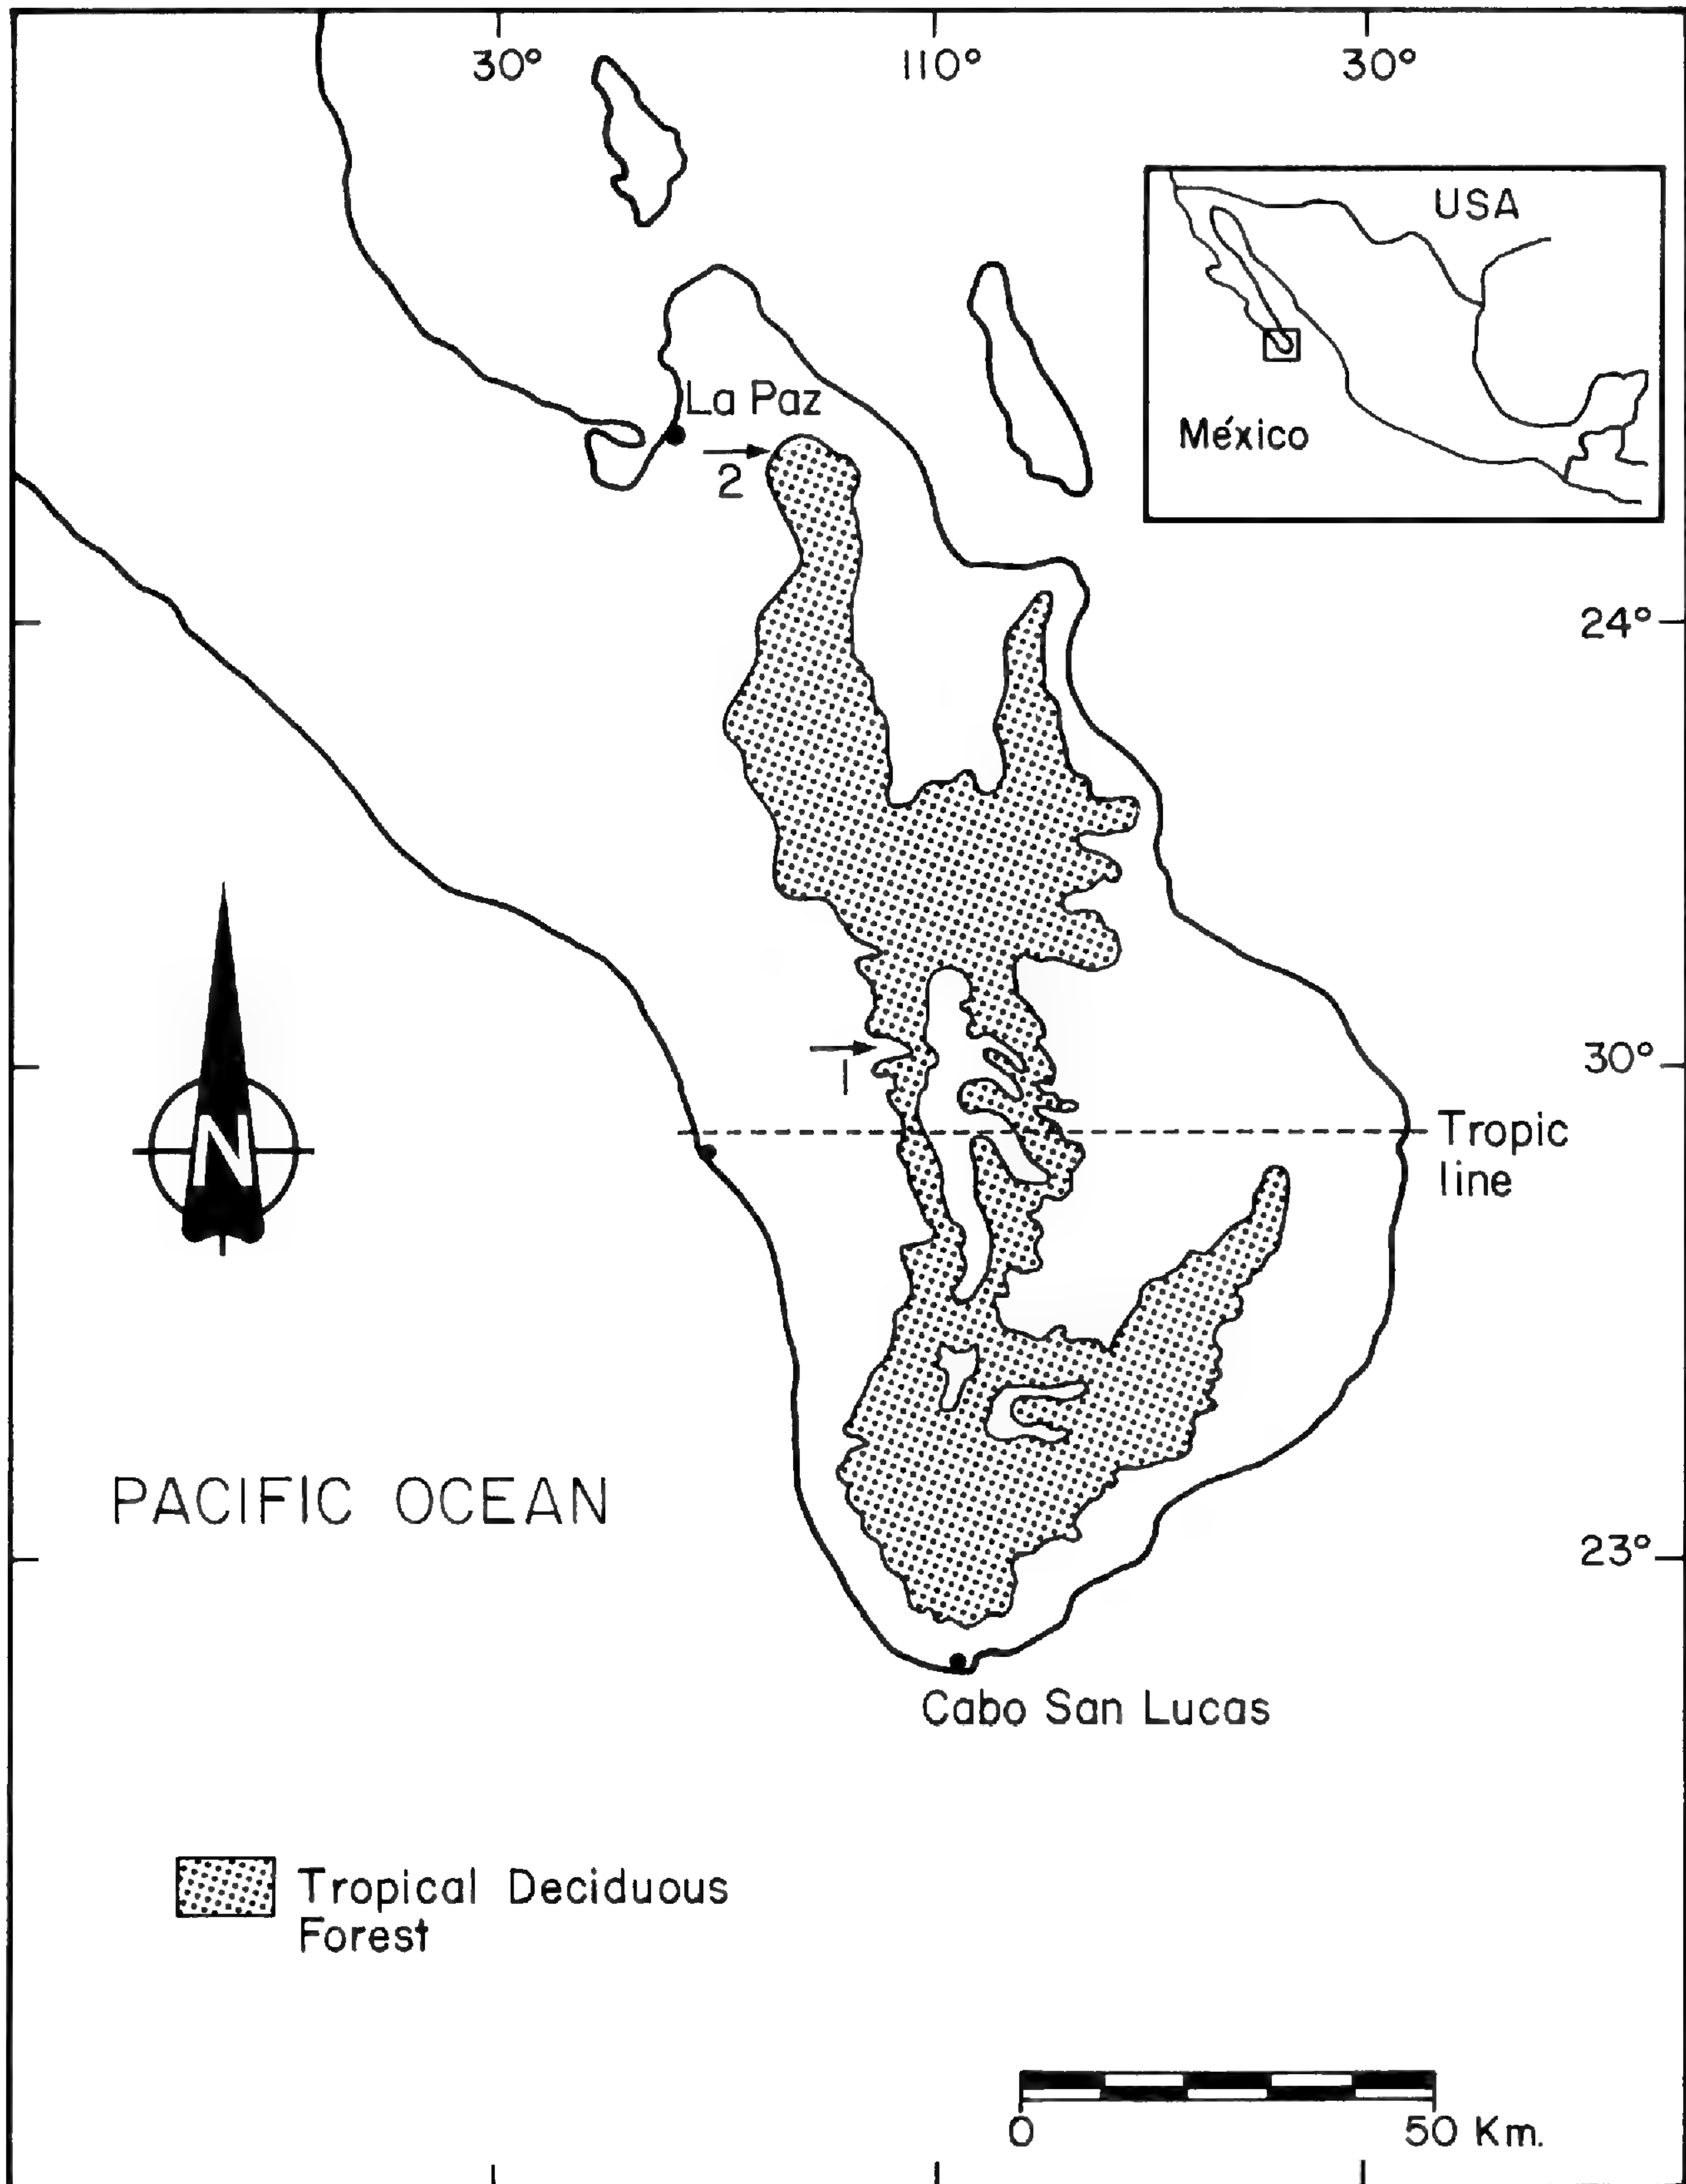 30° 110° 30°
USA
México
La Paz
2
24°
30°
1
Tropic
line
N
PACIFIC OCEAN
23°
Cabo San Lucas
Tropical Deciduous
Forest
0 50 Km.